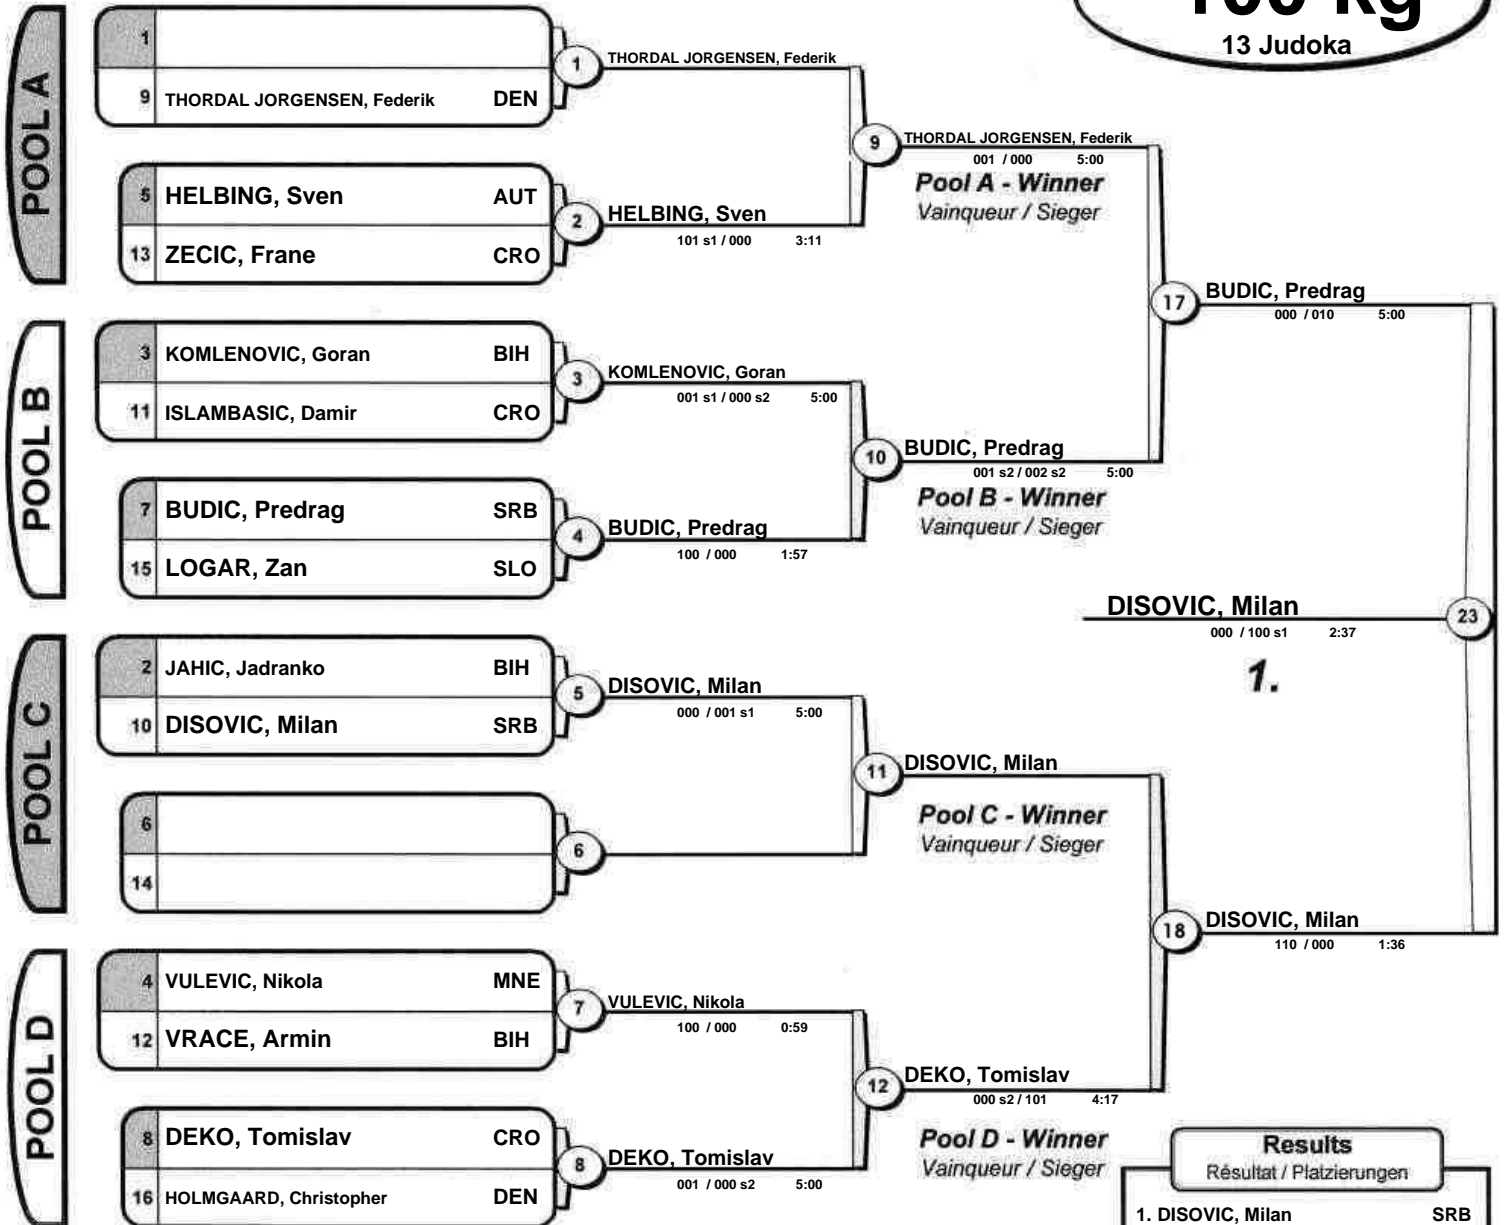 100 kg
13 Judoka
POOL A
1
9 THORDAL JORGENSEN, Federik DEN
1 THORDAL JORGENSEN, Federik
5 HELBING, Sven AUT
13 ZECIC, Frane CRO
2 HELBING, Sven
101 s1 / 000 3:11
9 THORDAL JORGENSEN, Federik
001 / 000 5:00
Pool A - Winner
Vainqueur / Sieger
POOL B
3 KOMLENOVIC, Goran BIH
11 ISLAMBASIC, Damir CRO
3 KOMLENOVIC, Goran
001 s1 / 000 s2 5:00
7 BUDIC, Predrag SRB
15 LOGAR, Zan SLO
4 BUDIC, Predrag
100 / 000 1:57
10 BUDIC, Predrag
001 s2 / 002 s2 5:00
Pool B - Winner
Vainqueur / Sieger
17 BUDIC, Predrag
000 / 010 5:00
DISOVIC, Milan 23
000 / 100 s1 2:37
1.
POOL C
2 JAHIC, Jadranko BIH
10 DISOVIC, Milan SRB
5 DISOVIC, Milan
000 / 001 s1 5:00
6
14
6
11 DISOVIC, Milan
Pool C - Winner
Vainqueur / Sieger
18 DISOVIC, Milan
110 / 000 1:36
POOL D
4 VULEVIC, Nikola MNE
12 VRACE, Armin BIH
7 VULEVIC, Nikola
100 / 000 0:59
8 DEKO, Tomislav CRO
16 HOLMGAARD, Christopher DEN
8 DEKO, Tomislav
001 / 000 s2 5:00
12 DEKO, Tomislav
000 s2 / 101 4:17
Pool D - Winner
Vainqueur / Sieger
Results
Résultat / Platzierungen
1. DISOVIC, Milan SRB